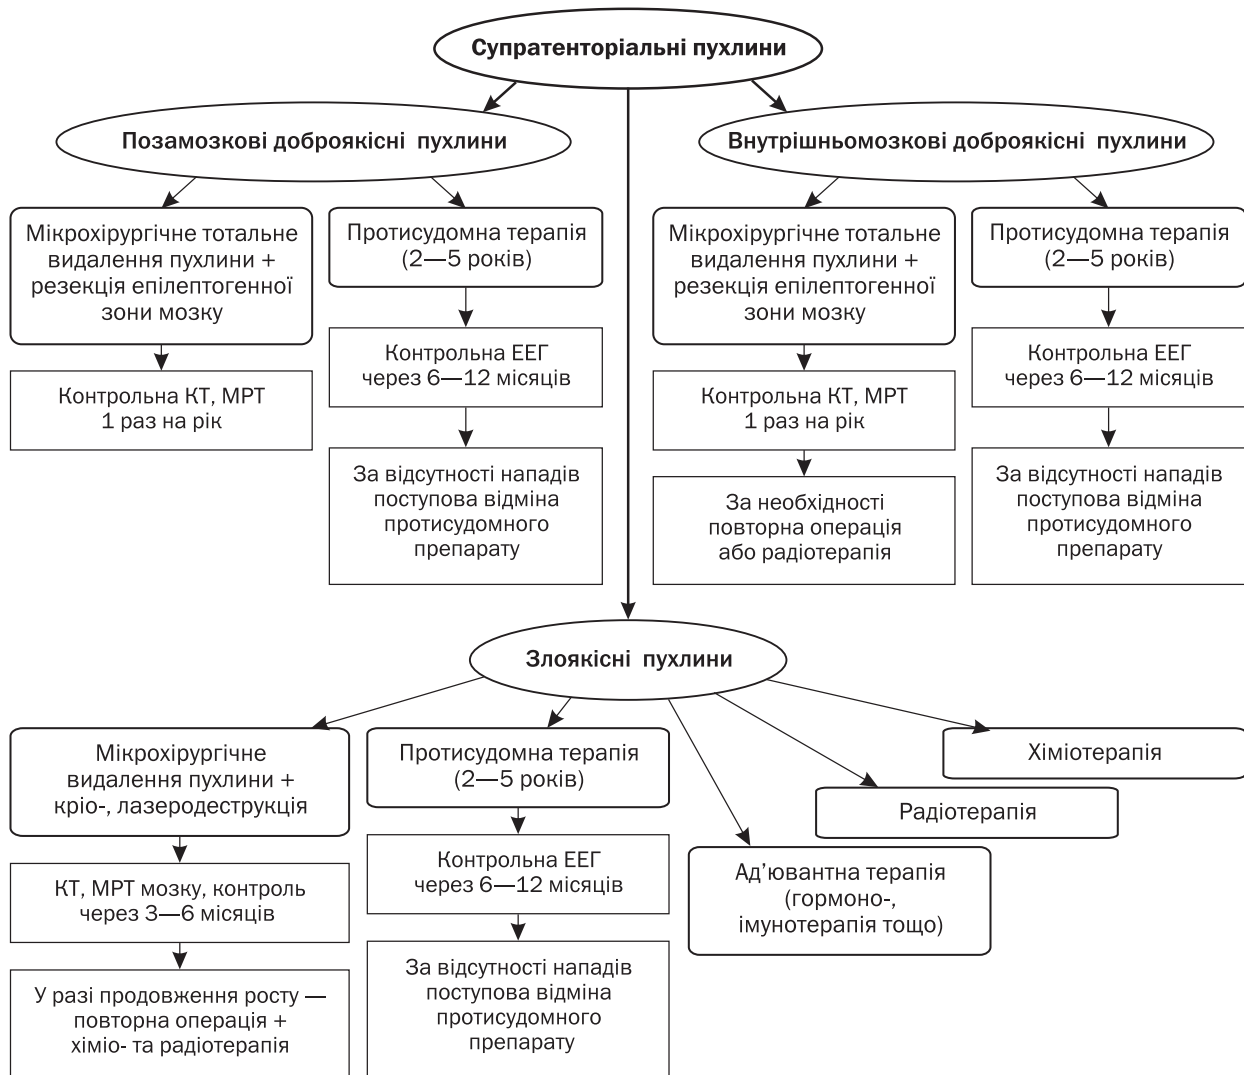 Супратенторіальні пухлини
Позамозкові доброякісні пухлини
Внутрішньомозкові доброякісні пухлини
Мікрохірургічне тотальне
видалення пухлини +
резекція епілептогенної
зони мозку
Контрольна КТ, МРТ
1 раз на рік
Протисудомна терапія
(2—5 років)
Контрольна ЕЕГ
через 6—12 місяців
За відсутності нападів
поступова відміна
протисудомного
препарату
Мікрохірургічне тотальне
видалення пухлини +
резекція епілептогенної
зони мозку
Контрольна КТ, МРТ
1 раз на рік
За необхідності
повторна операція
або радіотерапія
Протисудомна терапія
(2—5 років)
Контрольна ЕЕГ
через 6—12 місяців
За відсутності нападів
поступова відміна
протисудомного
препарату
Злоякісні пухлини
Мікрохірургічне
видалення пухлини +
кріо-, лазеродеструкція
КТ, МРТ мозку, контроль
через 3—6 місяців
У разі продовження росту —
повторна операція +
хіміо- та радіотерапія
Протисудомна терапія
(2—5 років)
Контрольна ЕЕГ
через 6—12 місяців
За відсутності нападів
поступова відміна
протисудомного
препарату
Ад’ювантна терапія
(гормоно-,
імунотерапія тощо)
Радіотерапія
Хіміотерапія